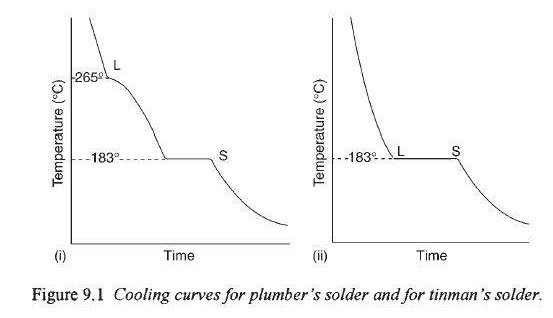 Temperature (°C)
265°
L
183°
S
(i)
Time
Temperature (°C)
183°
L
S
(ii)
Time
Figure 9.1 Cooling curves for plumber's solder and for tinman's solder.